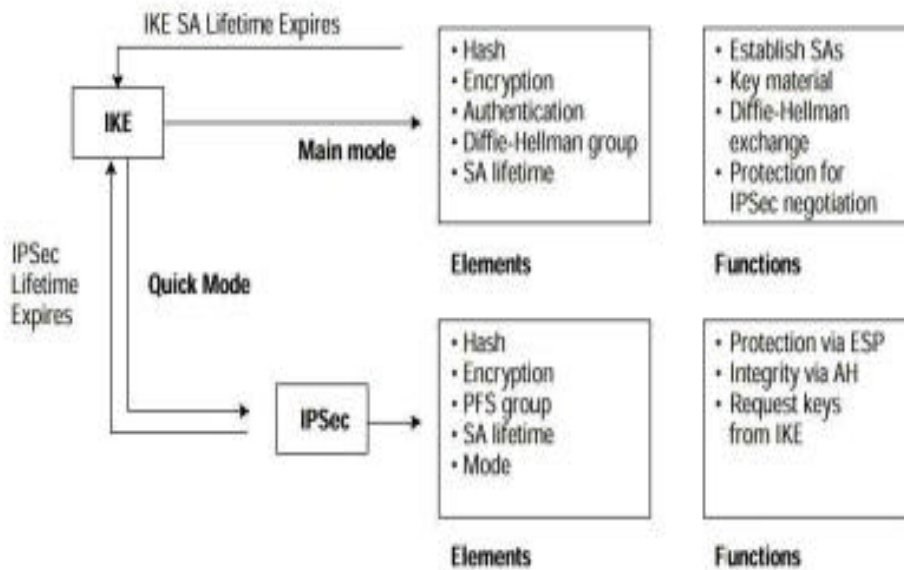 IKE SA Lifetime Expires
IKE
Main mode
• Hash
• Encryption
• Authentication
• Diffie-Hellman group
• SA lifetime
Elements
• Establish SAs
• Key material
• Diffie-Hellman
exchange
• Protection for
IPSec negotiation
Functions
IPSec
Lifetime
Expires
Quick Mode
IPSec
• Hash
• Encryption
• PFS group
• SA lifetime
• Mode
Elements
• Protection via ESP
• Integrity via AH
• Request keys
from IKE
Functions